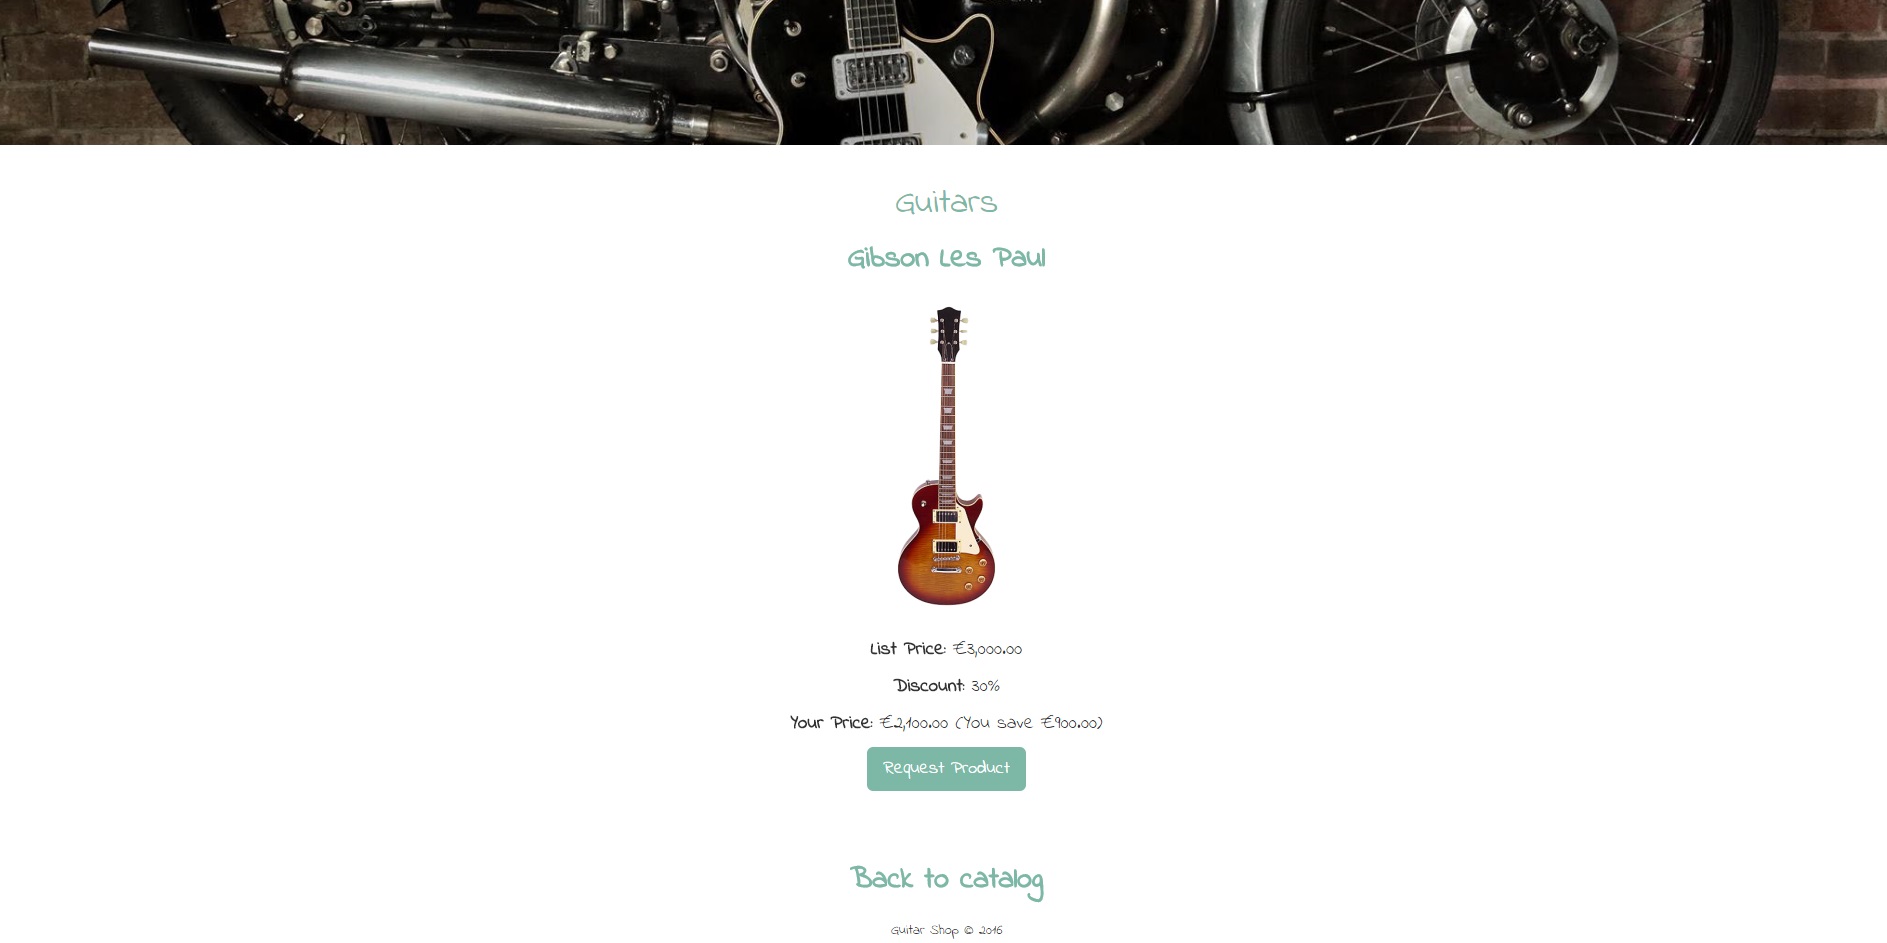 Guitars
Gibson Les Paul
List Price: €3,000.00
Discount: 30%
Your Price: €2,100.00 (You save €900.00)
Request Product
Back to catalog
Guitar Shop © 2016